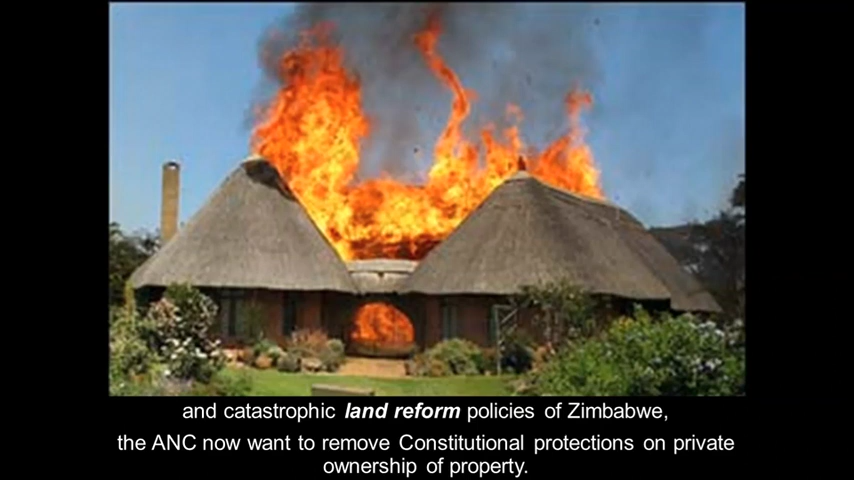 and catastrophic land reform policies of Zimbabwe,
the ANC now want to remove Constitutional protections on private
ownership of property.